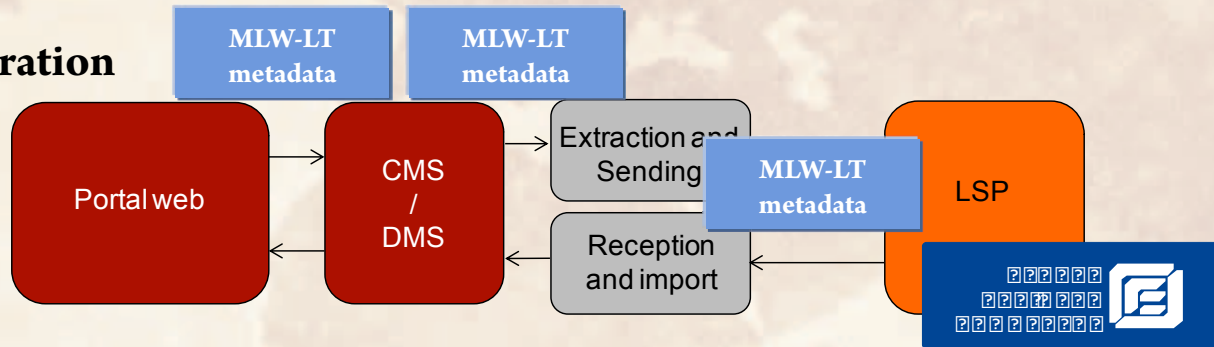 ration
MLW-LT
metadata
MLW-LT
metadata
Portal web
CMS
/
DMS
Extraction and
Sending
MLW-LT
metadata
LSP
Reception
and import